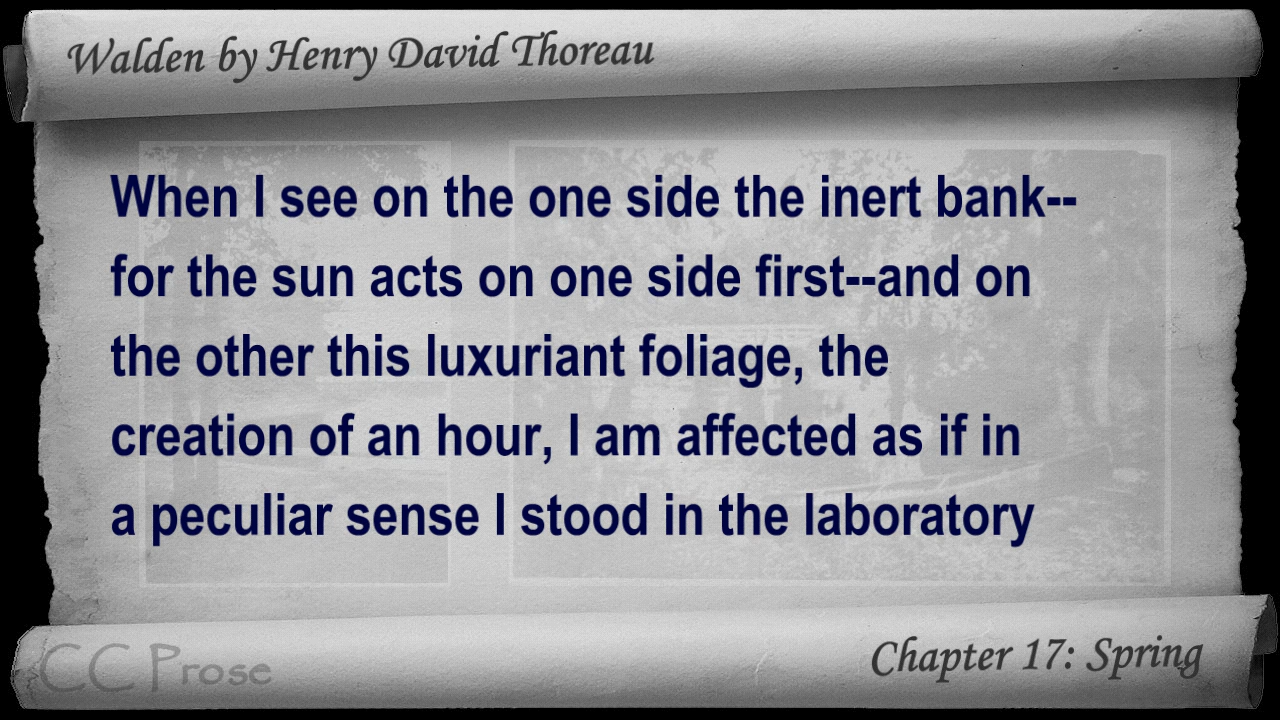 Walden by Henry David Thoreau
When I see on the one side the inert bank--
for the sun acts on one side first--and on
the other this luxuriant foliage, the
creation of an hour, I am affected as if in
a peculiar sense I stood in the laboratory
CC Prose
Chapter 17: Spring